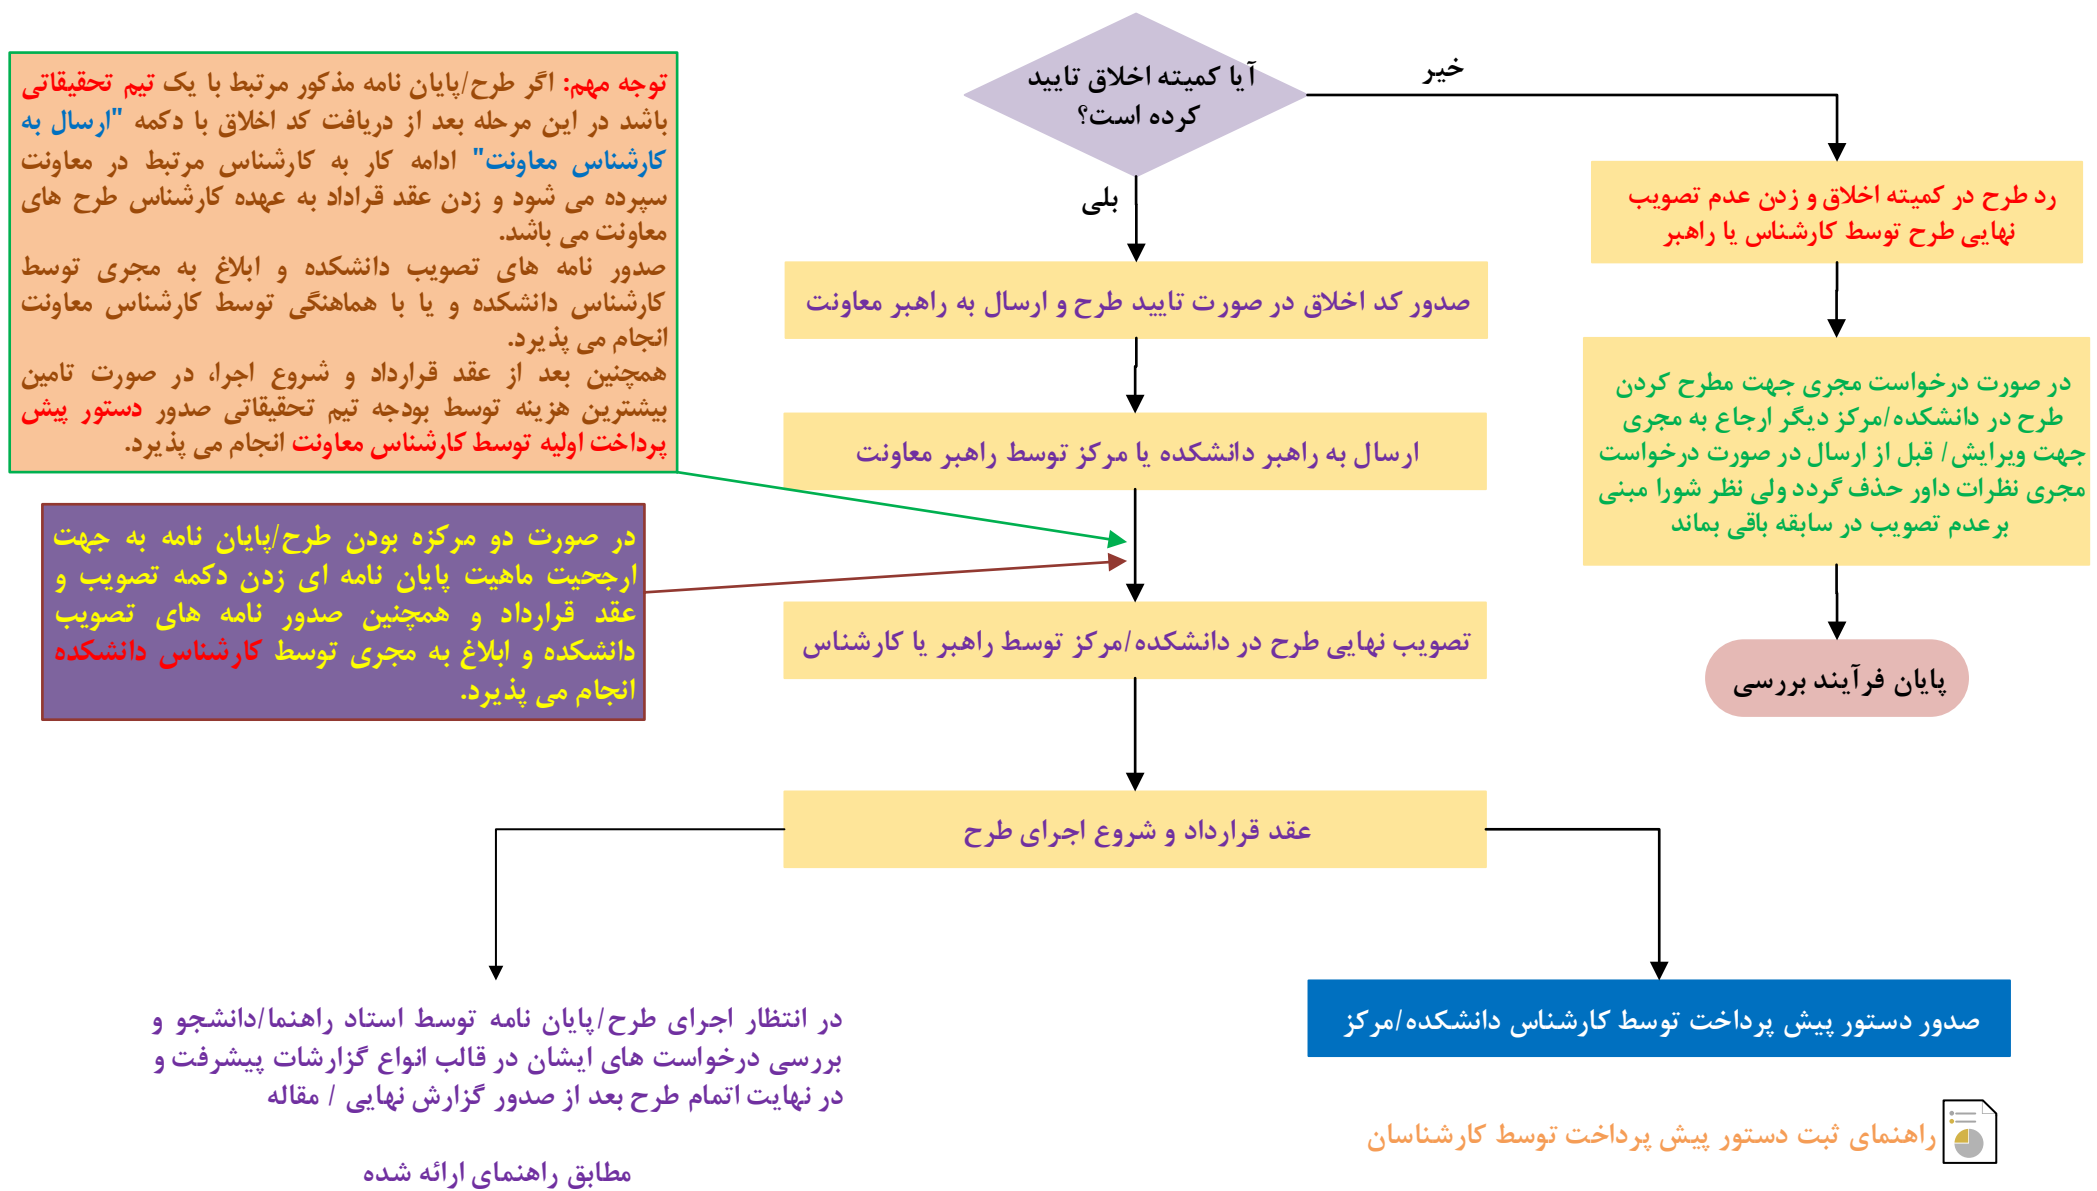 آیا کمیته اخلاق تایید
کرده است؟
خیر
بلی
توجه مهم: اگر طرح/پایان نامه مذکور مرتبط با یک تیم تحقیقاتی
باشد در این مرحله بعد از دریافت کد اخلاق با دکمه "ارسال به
کارشناس معاونت" ادامه کار به کارشناس مرتبط در معاونت
سپرده می شود و زدن عقد قراداد به عهده کارشناس طرح های
معاونت می باشد.
صدور نامه های تصویب دانشکده و ابلاغ به مجری توسط
کارشناس دانشکده و یا با هماهنگی توسط کارشناس معاونت
انجام می پذیرد.
همچنین بعد از عقد قرارداد و شروع اجرا، در صورت تامین
بیشترین هزینه توسط بودجه تیم تحقیقاتی صدور دستور پیش
پرداخت اولیه توسط کارشناس معاونت انجام می پذیرد.
رد طرح در کمیته اخلاق و زدن عدم تصویب
نهایی طرح توسط کارشناس یا راهبر
صدور کد اخلاق در صورت تایید طرح و ارسال به راهبر معاونت
در صورت درخواست مجری جهت مطرح کردن
طرح در دانشکده/مرکز دیگر ارجاع به مجری
جهت ویرایش/ قبل از ارسال در صورت درخواست
مجری نظرات داور حذف گردد ولی نظر شورا مبنی
برعدم تصویب در سابقه باقی بماند
ارسال به راهبر دانشکده یا مرکز توسط راهبر معاونت
در صورت دو مرکزه بودن طرح/پایان نامه به جهت
ارجحیت ماهیت پایان نامه ای زدن دکمه تصویب و
عقد قرارداد و همچنین صدور نامه های تصویب
دانشکده و ابلاغ به مجری توسط کارشناس دانشکده
انجام می پذیرد.
تصویب نهایی طرح در دانشکده/مرکز توسط راهبر یا کارشناس
پایان فرآیند بررسی
عقد قرارداد و شروع اجرای طرح
صدور دستور پیش پرداخت توسط کارشناس دانشکده/مرکز
در انتظار اجرای طرح/پایان نامه توسط استاد راهنما/دانشجو و
بررسی درخواست های ایشان در قالب انواع گزارشات پیشرفت و
در نهایت اتمام طرح بعد از صدور گزارش نهایی / مقاله
راهنمای ثبت دستور پیش پرداخت توسط کارشناسان
مطابق راهنمای ارائه شده